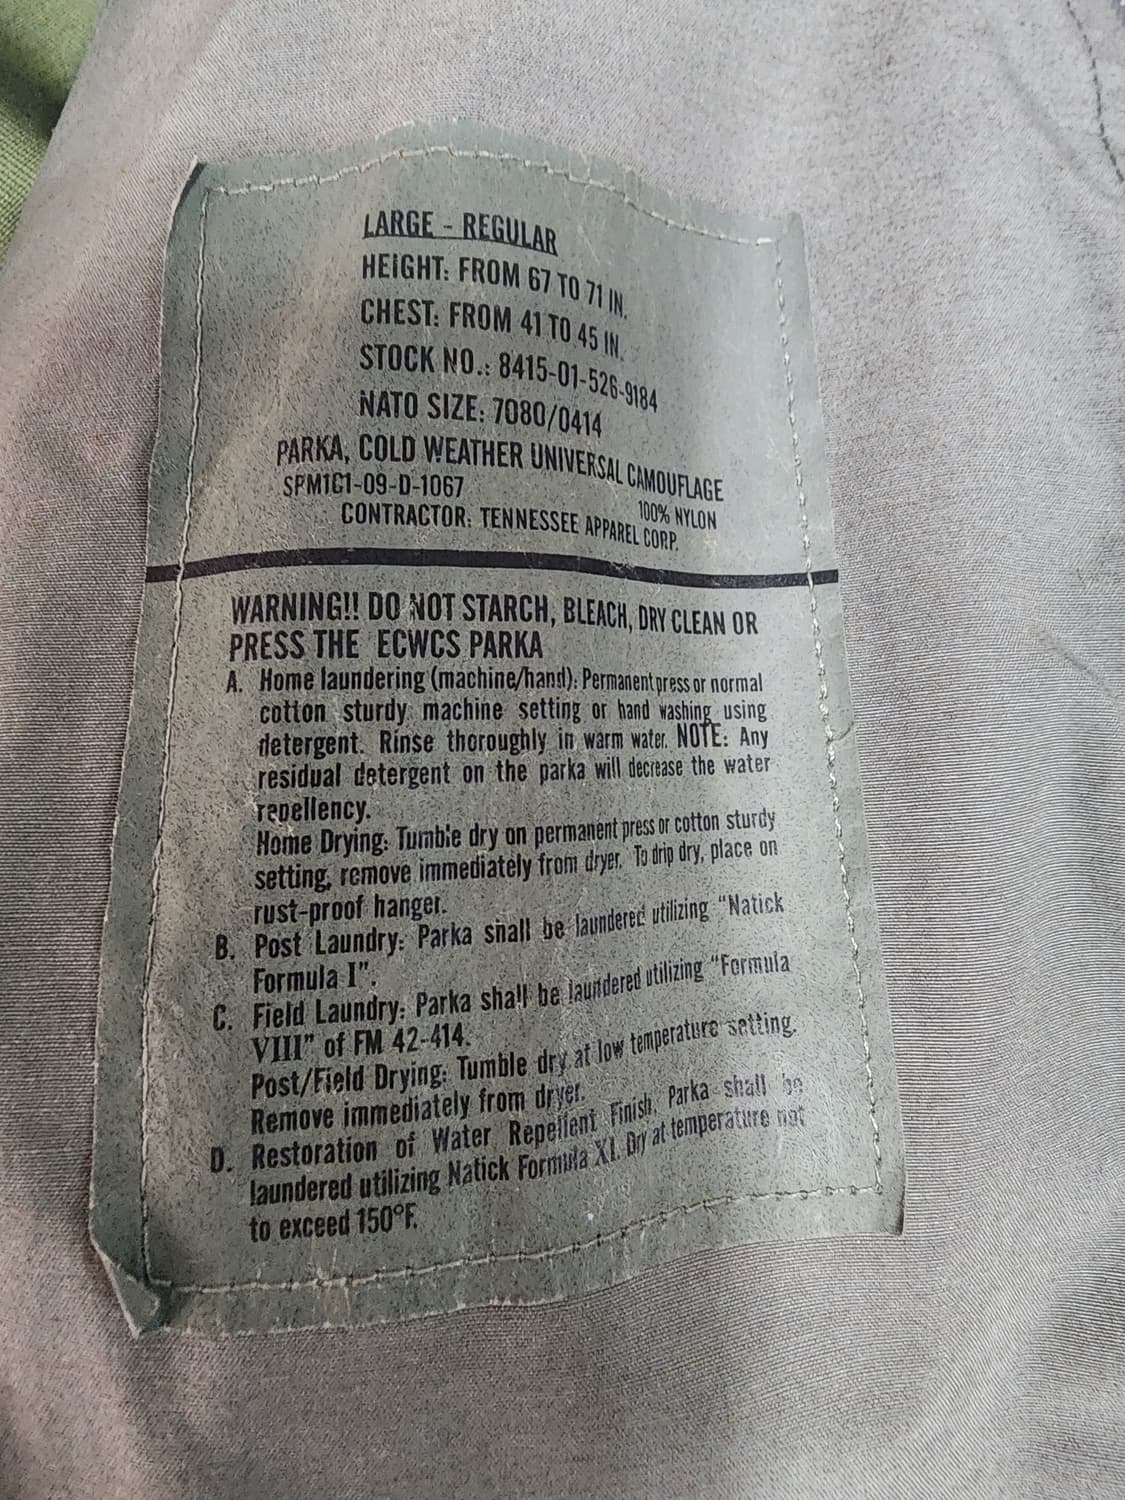 LARGE - REGULAR
HEIGHT: FROM 67 TO 71 IN.
CHEST: FROM 41 TO 45 IN.
STOCK NO.: 8415-01-526-9184
NATO SIZE: 7080/0414
PARKA, COLD WEATHER UNIVERSAL CAMOUFLAGE
SPM1C1-09-D-1067 100% NYLON
CONTRACTOR: TENNESSEE APPAREL CORP.
WARNING!! DO NOT STARCH, BLEACH, DRY CLEAN OR
PRESS THE ECWCS PARKA
A. Home laundering (machine/hand): Permanent press or normal
cotton sturdy machine setting or hand washing using
detergent. Rinse thoroughly in warm water. NOTE: Any
residual detergent on the parka will decrease the water
repellency.
Home Drying: Tumble dry on permanent press or cotton sturdy
setting, remove immediately from dryer. To drip dry, place on
rust-proof hanger.
B. Post Laundry: Parka shall be laundered utilizing "Natick
Formula I".
C. Field Laundry: Parka shall be laundered utilizing "Formula
VIII" of FM 42-414.
Post/Field Drying: Tumble dry at low temperature setting.
Remove immediately from dryer.
D. Restoration of Water Repellent Finish: Parka shall be
laundered utilizing Natick Formula XI. Dry at temperature not
to exceed 150°F.